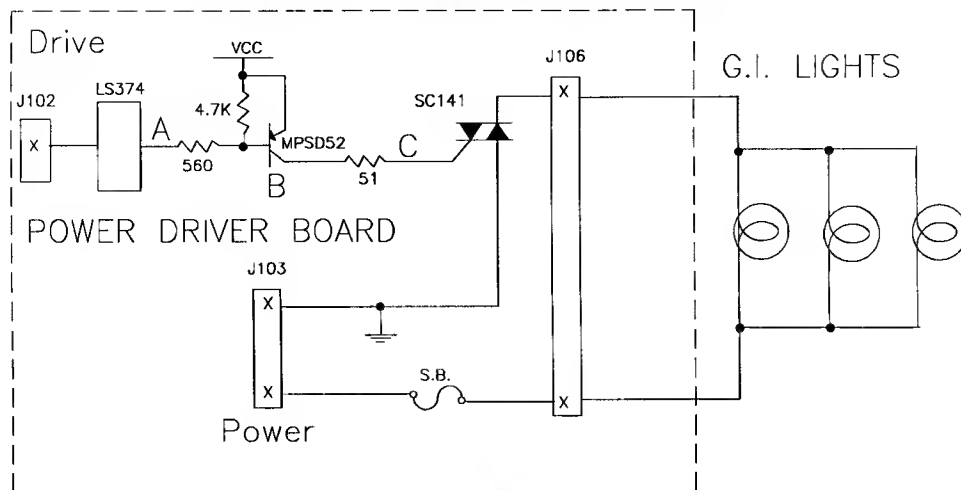 Drive
VCC
J106
G.I. LIGHTS
J102
LS374
4.7K
SC141
X
X
A
MPSD52
C
560
51
B
POWER DRIVER BOARD
J103
X
S.B.
X
X
Power